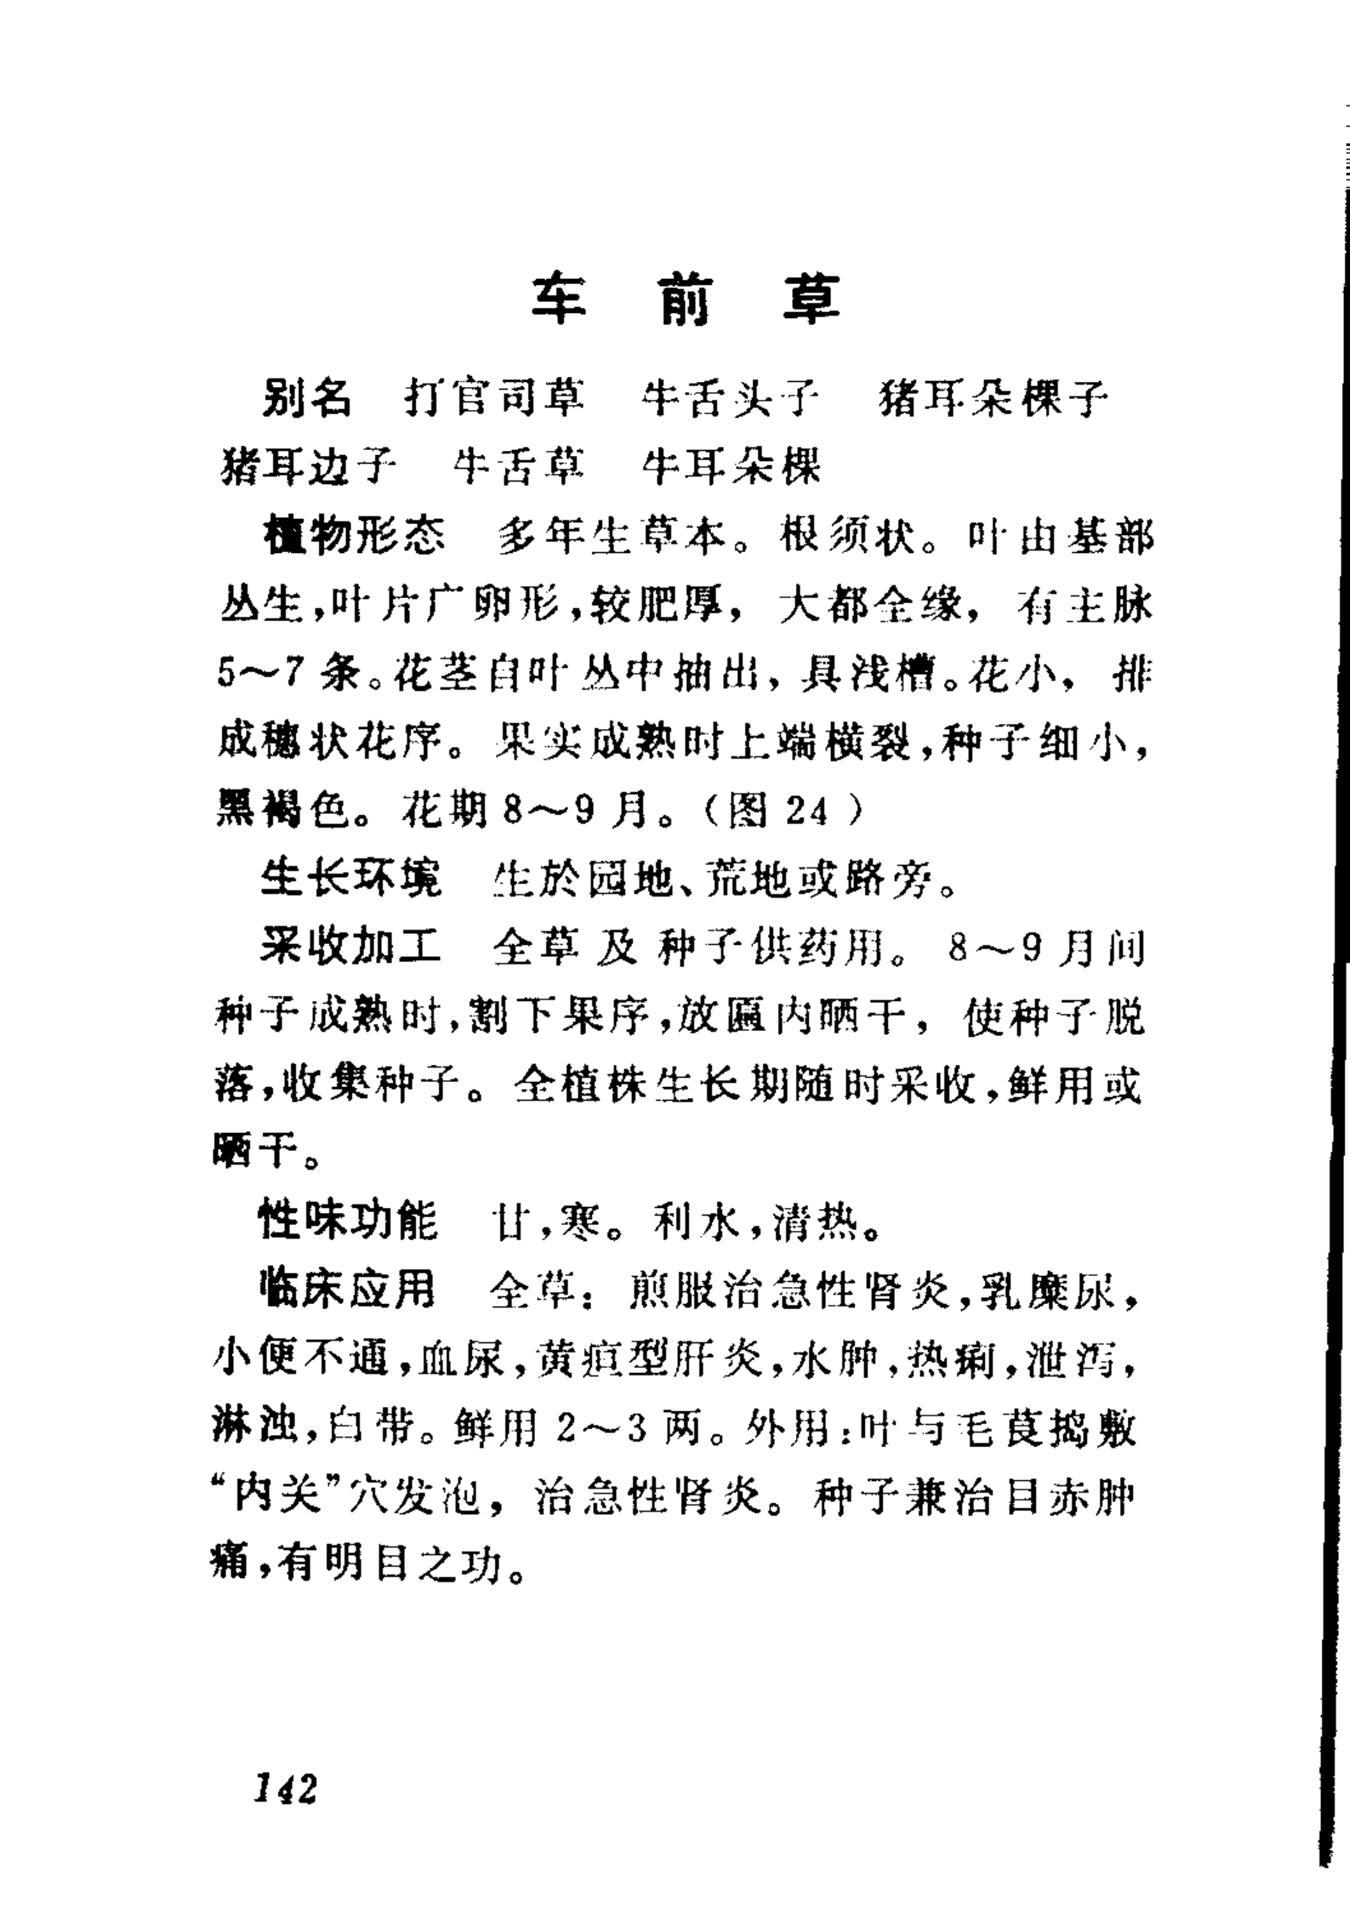 车 前 草
别名 打官司草 牛舌头子 猪耳朵棵子
猪耳边子 牛舌草 牛耳朵棵
植物形态 多年生草本。根须状。叶由基部
丛生,叶片广卵形,较肥厚,大都全缘,有主脉
5~7条。花茎自叶丛中抽出,具浅槽。花小,排
成穗状花序。果实成熟时上端横裂,种子细小,
黑褐色。花期8~9月。(图24)
生长环境 生於园地、荒地或路旁。
采收加工 全草及种子供药用。8~9月间
种子成熟时,割下果序,放匾内晒干,使种子脱
落,收集种子。全植株生长期随时采收,鲜用或
晒干。
性味功能 甘,寒。利水,清热。
临床应用 全草:煎服治急性肾炎,乳糜尿,
小便不通,血尿,黄疸型肝炎,水肿,热痢,泄泻,
淋浊,白带。鲜用2~3两。外用:叶与毛茛捣敷
“内关”穴发泡,治急性肾炎。种子兼治目赤肿
痛,有明目之功。
142